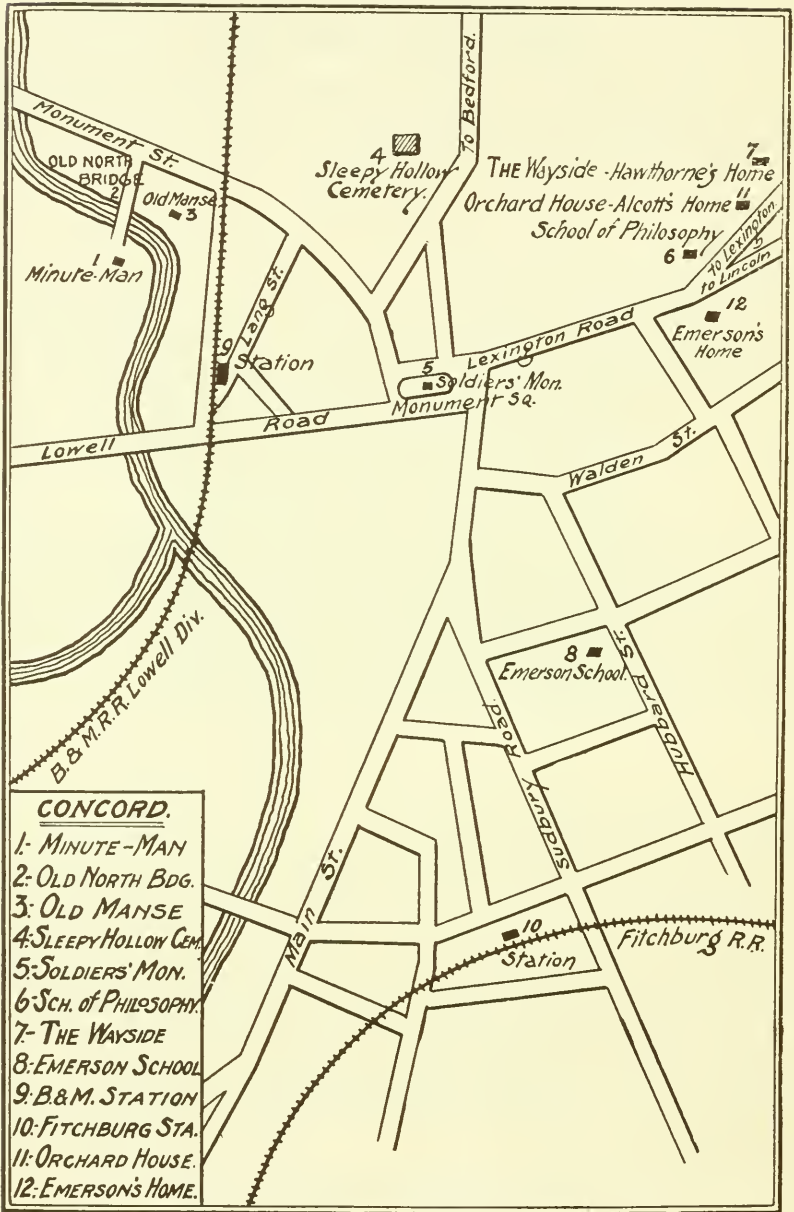 To Bedford.
Monument St.
OLD NORTH
BRIDGE
2
Old Manse
3
1
Minute-Man
4
Sleepy Hollow
Cemetery.
7
THE Wayside - Hawthorne's Home
11
Orchard House-Alcott's Home
School of Philosophy
6
to Lexington
to Lincoln
12
Emerson's
Home
Lang St.
9
Station
Lexington Road
5
Soldiers' Mon.
Monument Sq.
Lowell Road
Walden St.
8
Emerson School.
Hubbard St.
Sudbury Road.
B. & M. R. R. Lowell Div.
Main St.
10
Station
Fitchburg R.R.
CONCORD.
1:- MINUTE-MAN
2:- OLD NORTH BDG.
3:- OLD MANSE
4:-SLEEPY HOLLOW CEM.
5:-SOLDIERS' MON.
6:-SCH. of PHILOSOPHY.
7:- THE WAYSIDE
8:-EMERSON SCHOOL
9:-B.&M. STATION
10:-FITCHBURG STA.
11:-ORCHARD HOUSE.
12:-EMERSON'S HOME.